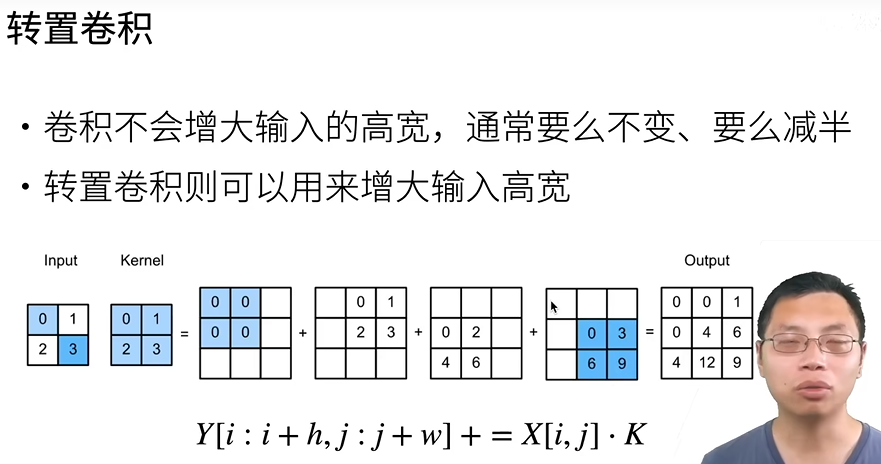 转置卷积
• 卷积不会增大输入的高宽，通常要么不变、要么减半
• 转置卷积则可以用来增大输入高宽
Input Kernel Output
0 1 0 1 0 0 0 1 0 0 1
0 0 2 3 0 2 0 3 0 4 6
2 3 2 3 = + + + =
4 6 6 9 4 12 9
Y[i : i + h, j : j + w] + = X[i, j] · K